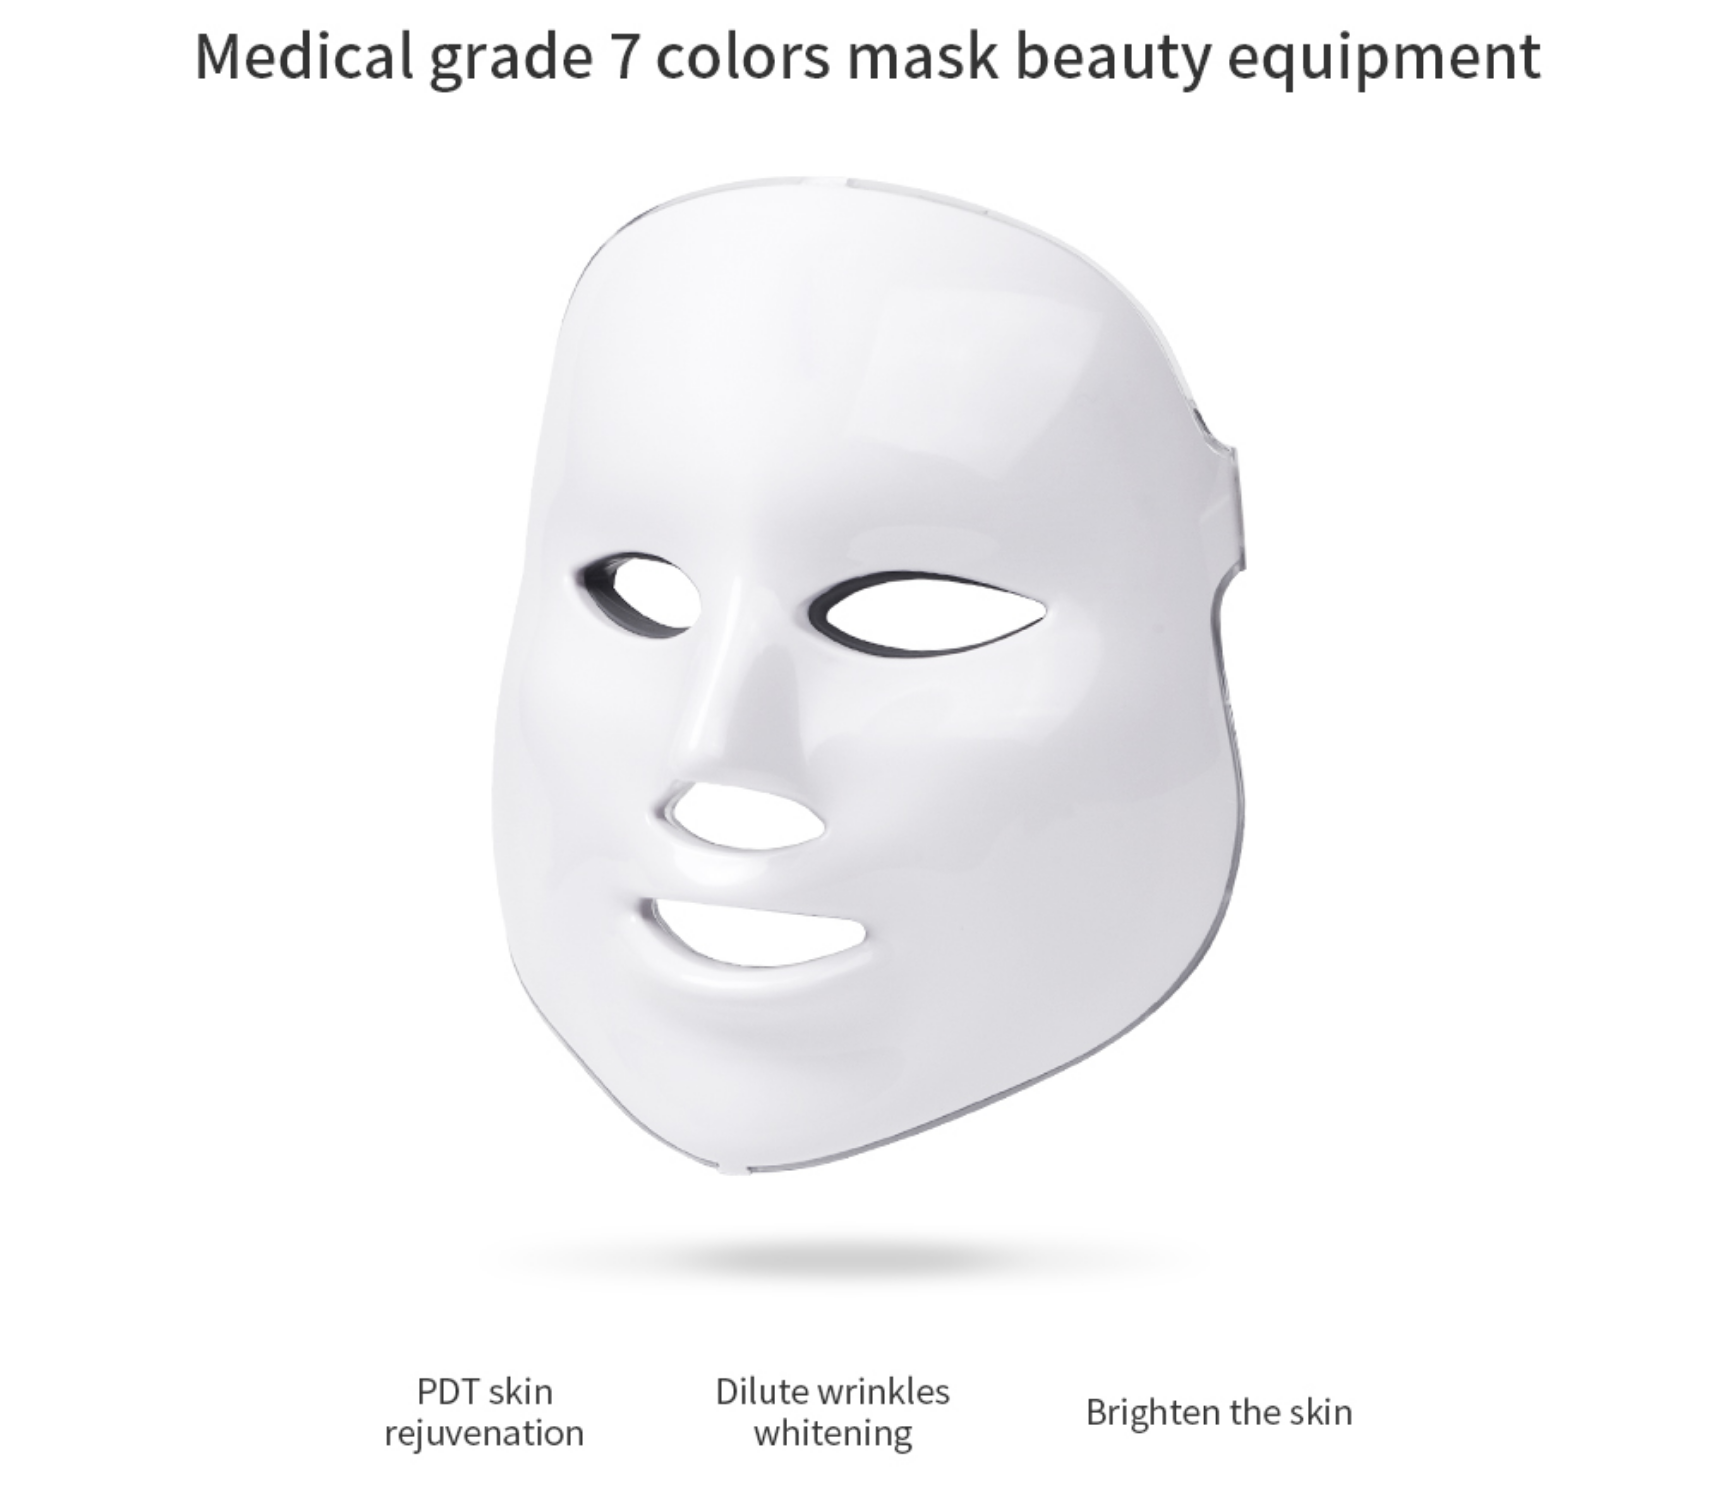 Medical grade 7 colors mask beauty equipment
PDT skin
rejuvenation
Dilute wrinkles
whitening
Brighten the skin